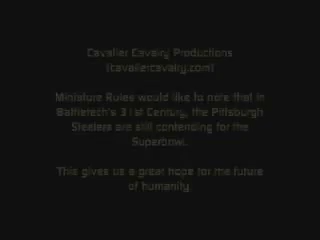 Cavalier Cavalry Productions
(cavaliercavalry.com)
Miniature Rules would like to note that in
Battletech's 31st Century, the Pittsburgh
Steelers are still contending for the
Superbowl.
This gives us a great hope for the future
of humanity.